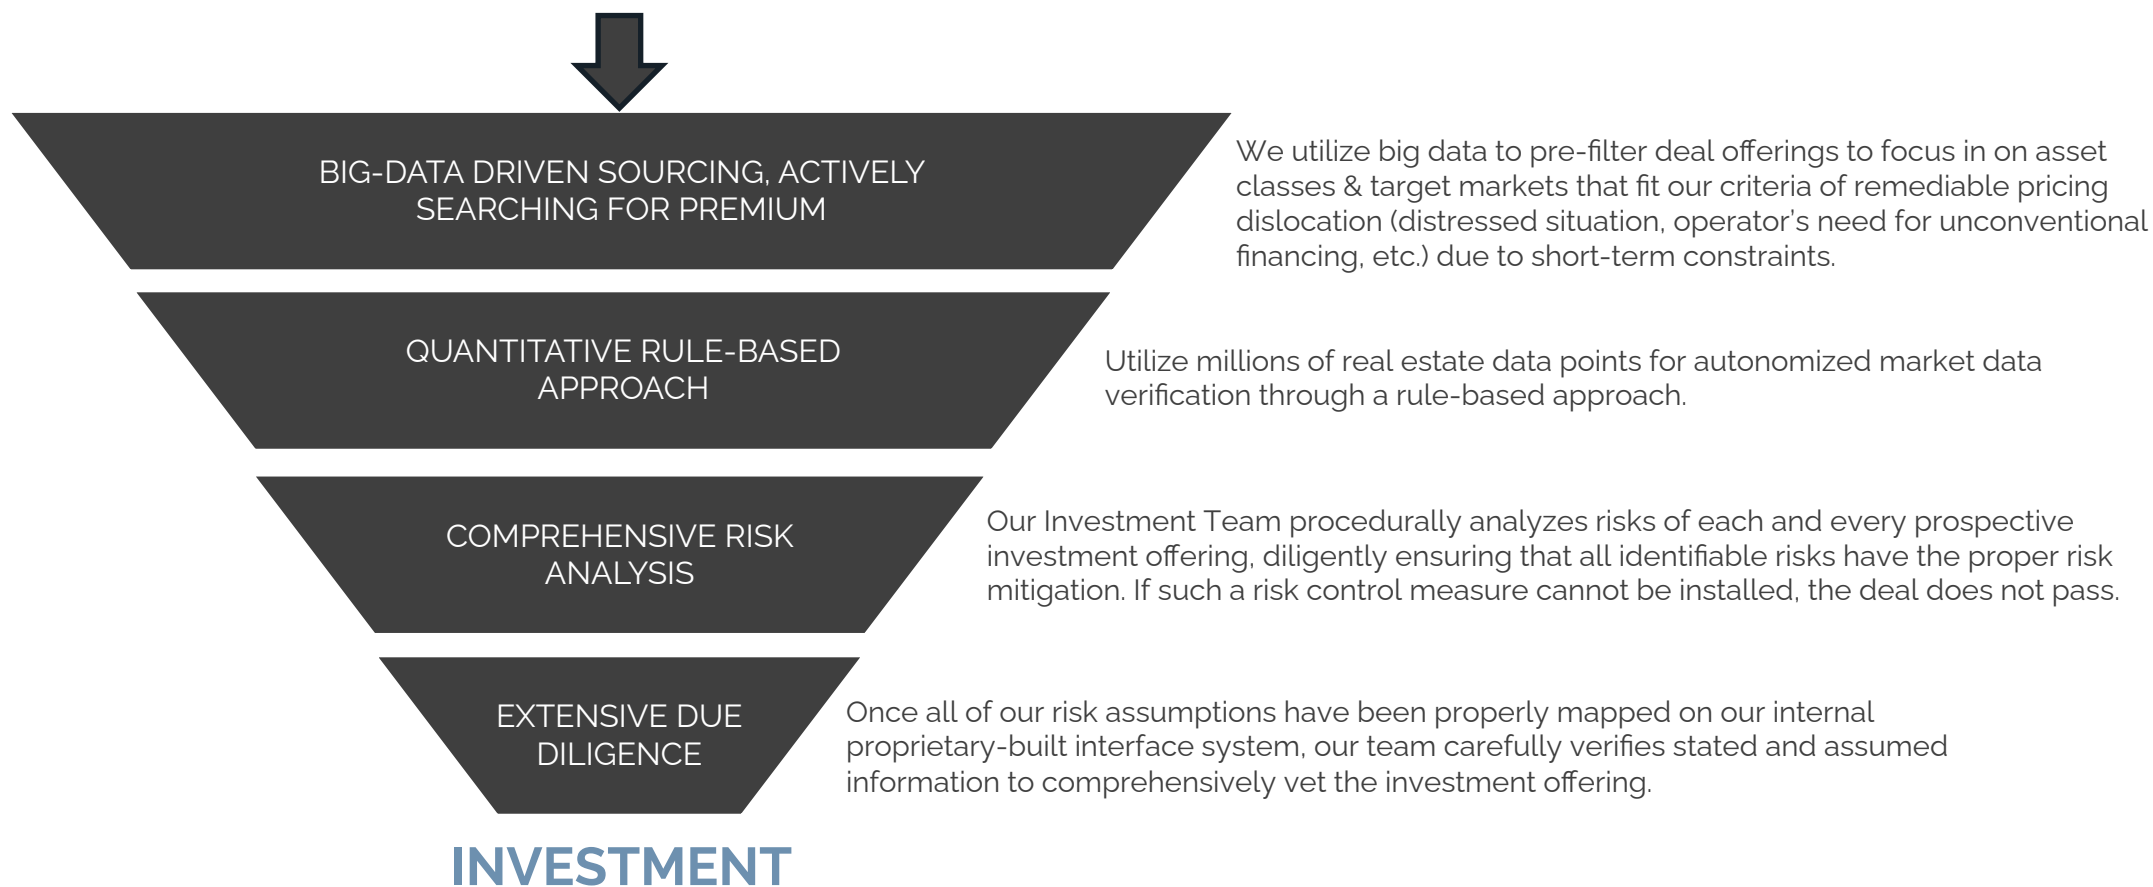 BIG-DATA DRIVEN SOURCING, ACTIVELY
SEARCHING FOR PREMIUM
We utilize big data to pre-filter deal offerings to focus in on asset
classes & target markets that fit our criteria of remediable pricing
dislocation (distressed situation, operator’s need for unconventional
financing, etc.) due to short-term constraints.
QUANTITATIVE RULE-BASED
APPROACH
Utilize millions of real estate data points for autonomized market data
verification through a rule-based approach.
COMPREHENSIVE RISK
ANALYSIS
Our Investment Team procedurally analyzes risks of each and every prospective
investment offering, diligently ensuring that all identifiable risks have the proper risk
mitigation. If such a risk control measure cannot be installed, the deal does not pass.
EXTENSIVE DUE
DILIGENCE
Once all of our risk assumptions have been properly mapped on our internal
proprietary-built interface system, our team carefully verifies stated and assumed
information to comprehensively vet the investment offering.
INVESTMENT